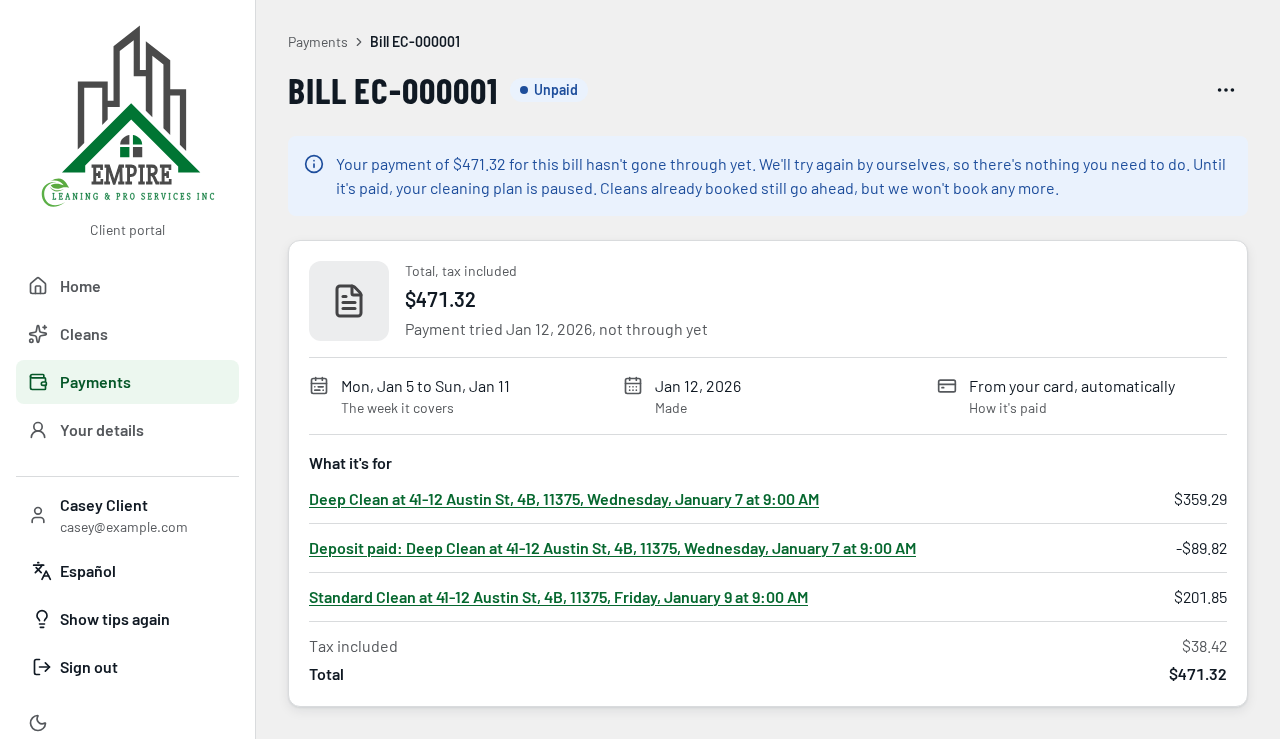 EMPIRE
LEANING & PRO SERVICES INC
Client portal
Home
Cleans
Payments
Your details
Casey Client
casey@example.com
Español
Show tips again
Sign out
Payments > Bill EC-000001
BILL EC-000001 Unpaid
Your payment of $471.32 for this bill hasn't gone through yet. We'll try again by ourselves, so there's nothing you need to do. Until
it's paid, your cleaning plan is paused. Cleans already booked still go ahead, but we won't book any more.
Total, tax included
$471.32
Payment tried Jan 12, 2026, not through yet
Mon, Jan 5 to Sun, Jan 11
The week it covers
Jan 12, 2026
Made
From your card, automatically
How it's paid
What it's for
Deep Clean at 41-12 Austin St, 4B, 11375, Wednesday, January 7 at 9:00 AM $359.29
Deposit paid: Deep Clean at 41-12 Austin St, 4B, 11375, Wednesday, January 7 at 9:00 AM -$89.82
Standard Clean at 41-12 Austin St, 4B, 11375, Friday, January 9 at 9:00 AM $201.85
Tax included $38.42
Total $471.32